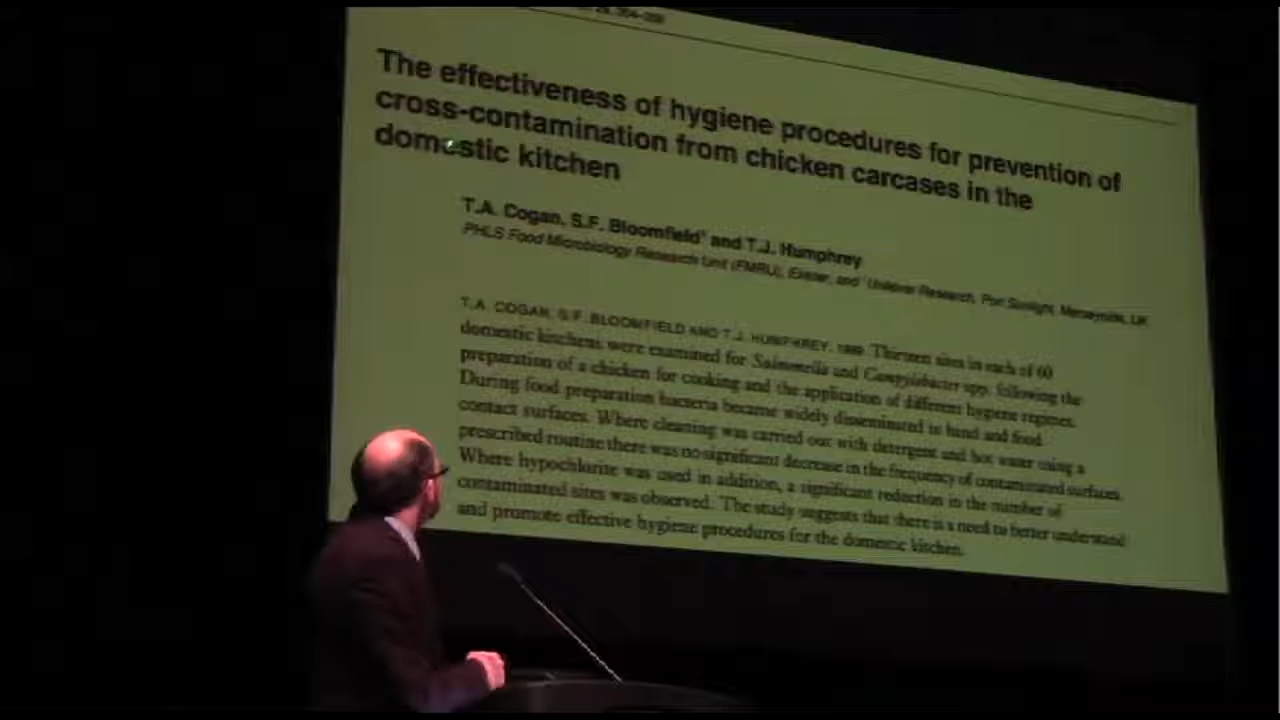 The effectiveness of hygiene procedures for prevention of
cross-contamination from chicken carcases in the
domestic kitchen
T.A. Cogan, S.F. Bloomfield¹ and T.J. Humphrey
PHLS Food Microbiology Research Unit (FMRU), Exeter, and ¹Unilever Research, Port Sunlight, Merseyside, UK
T.A. COGAN, S.F. BLOOMFIELD AND T.J. HUMPHREY. 1999. Thirteen sites in each of 60
domestic kitchens were examined for Salmonella and Campylobacter spp. following the
preparation of a chicken for cooking and the application of different hygiene regimes.
During food preparation bacteria became widely disseminated to hand and food
contact surfaces. Where cleaning was carried out with detergent and hot water using a
prescribed routine there was no significant decrease in the frequency of contaminated surfaces.
Where hypochlorite was used in addition, a significant reduction in the number of
contaminated sites was observed. The study suggests that there is a need to better understand
and promote effective hygiene procedures for the domestic kitchen.